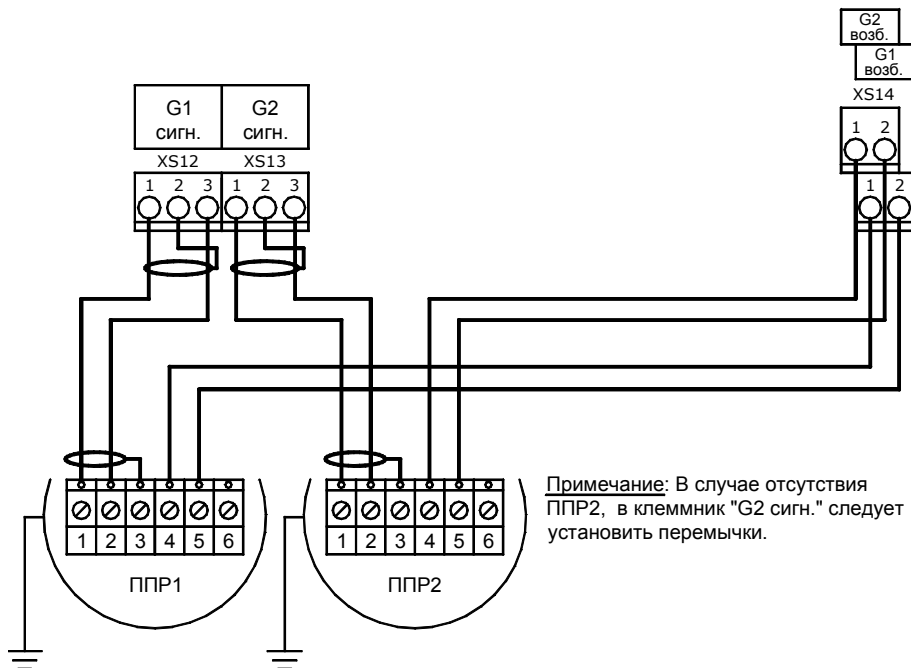 G2
возб.
G1
возб.
XS14
1 2
1 2
G1
сигн.
G2
сигн.
XS12
XS13
1 2 3
1 2 3
1 2 3 4 5 6
ППР1
1 2 3 4 5 6
ППР2
Примечание: В случае отсутствия
ППР2, в клеммник "G2 сигн." следует
установить перемычки.